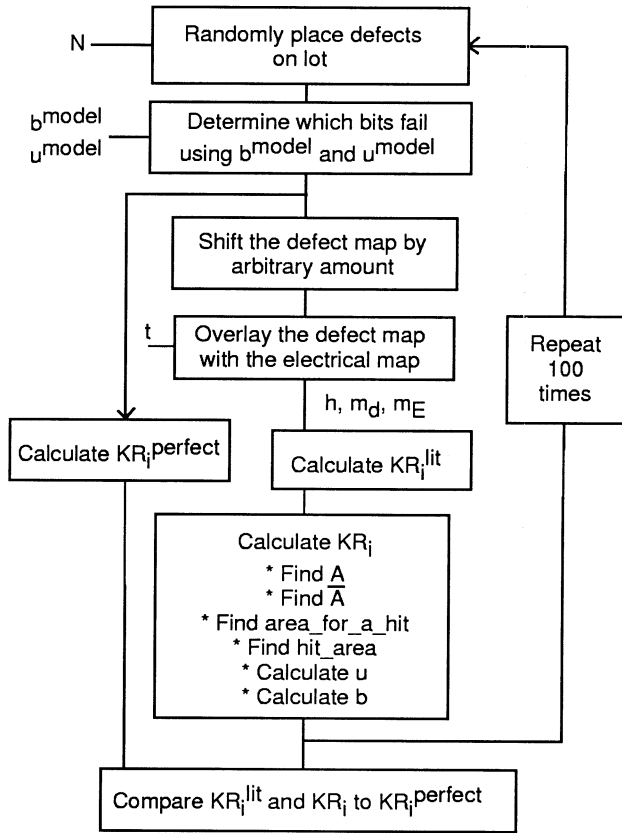 N
Randomly place defects
on lot
b^model
u^model
Determine which bits fail
using b^model and u^model
Shift the defect map by
arbitrary amount
t
Overlay the defect map
with the electrical map
Repeat
100
times
h, m_d, m_E
Calculate KR_i^perfect
Calculate KR_i^lit
Calculate KR_i
* Find A
* Find A̅
* Find area_for_a_hit
* Find hit_area
* Calculate u
* Calculate b
Compare KR_i^lit and KR_i to KR_i^perfect